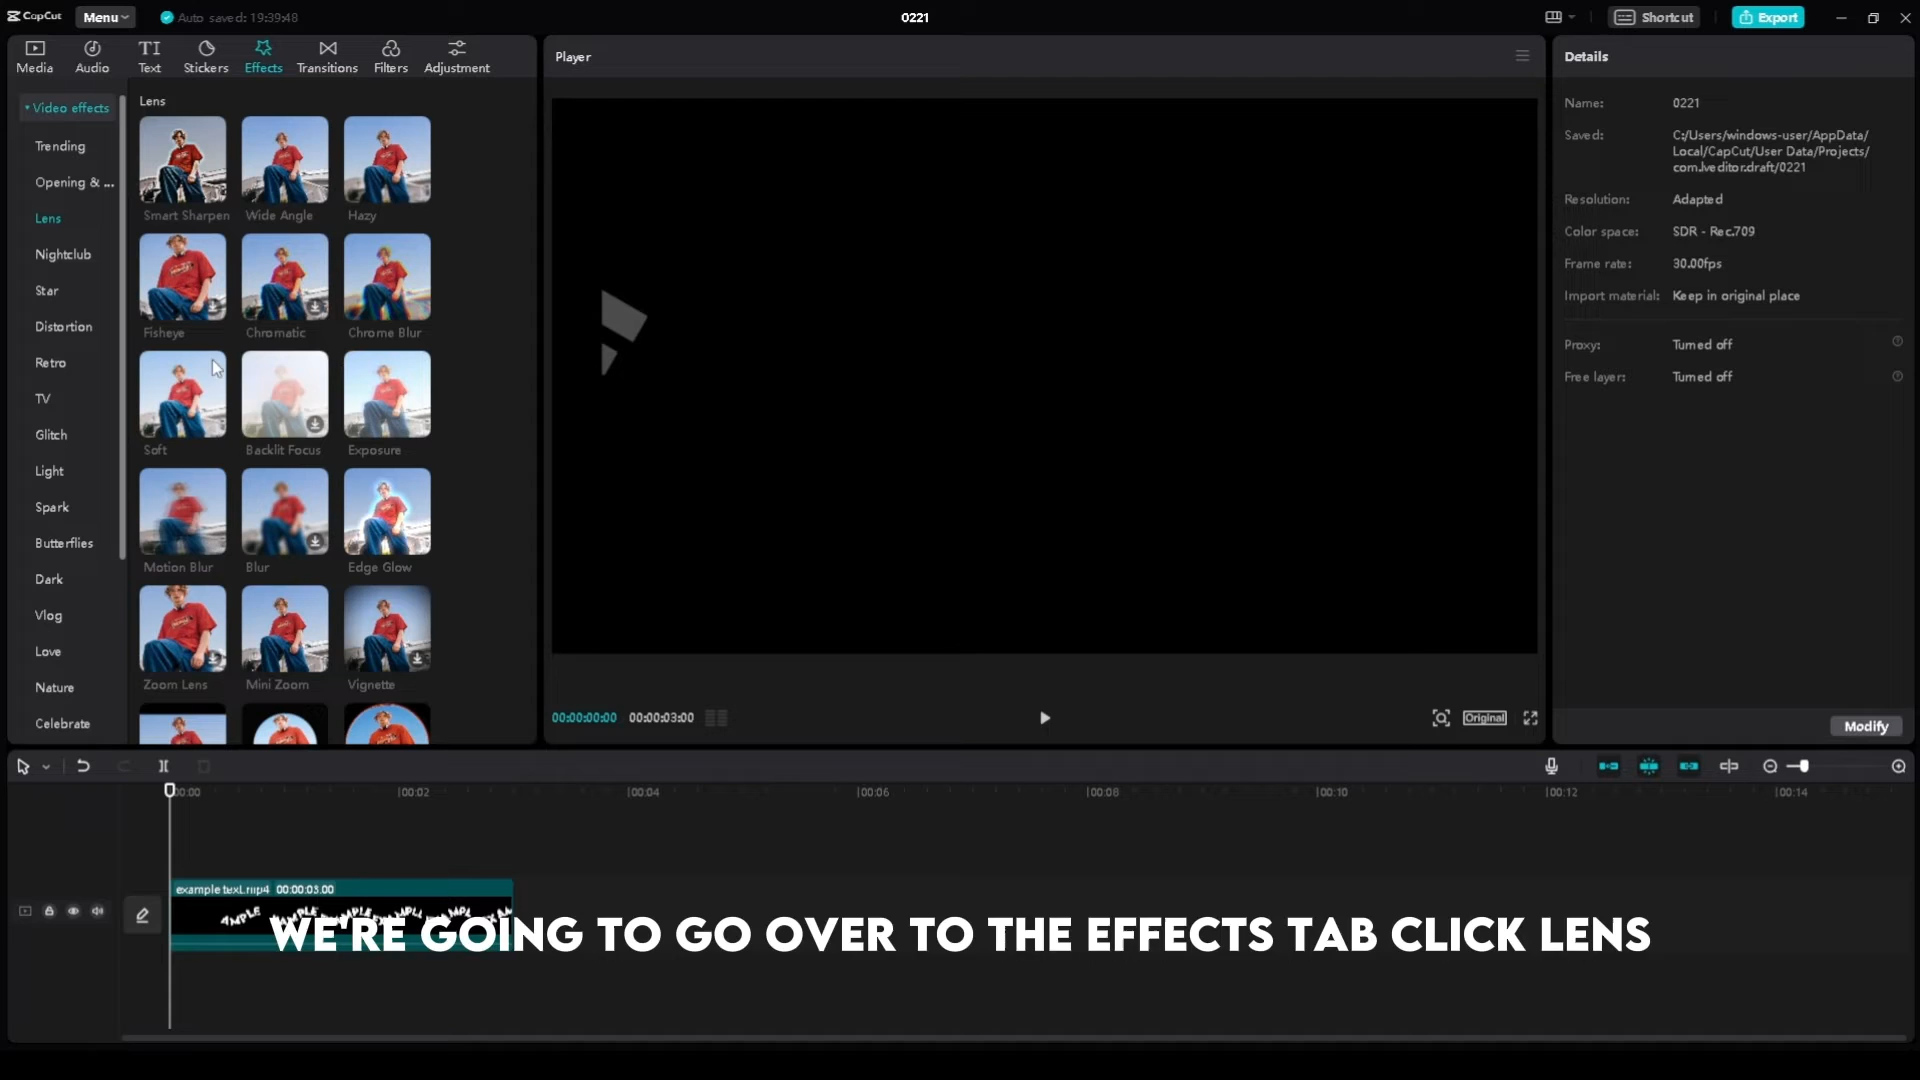 CapCut
Menu
Auto saved: 19:39:48
0221
Shortcut
Export
Media
Audio
TI
Text
Stickers
Effects
Transitions
Filters
Adjustment
Player
Details
Video effects
Trending
Opening & ...
Lens
Nightclub
Star
Distortion
Retro
TV
Glitch
Light
Spark
Butterflies
Dark
Vlog
Love
Nature
Celebrate
Lens
Smart Sharpen
Wide Angle
Hazy
Fisheye
Chromatic
Chrome Blur
Soft
Backlit Focus
Exposure
Motion Blur
Blur
Edge Glow
Zoom Lens
Mini Zoom
Vignette
00:00:00:00
00:00:03:00
Original
Name: 0221
Saved: C:/Users/windows-user/AppData/
Local/CapCut/User Data/Projects/
com.lveditor.draft/0221
Resolution: Adapted
Color space: SDR - Rec.709
Frame rate: 30.00fps
Import material: Keep in original place
Proxy: Turned off
Free layer: Turned off
Modify
00:00
00:02
00:04
00:06
00:08
00:10
00:12
00:14
example text.mp4 00:00:03:00
WE'RE GOING TO GO OVER TO THE EFFECTS TAB CLICK LENS